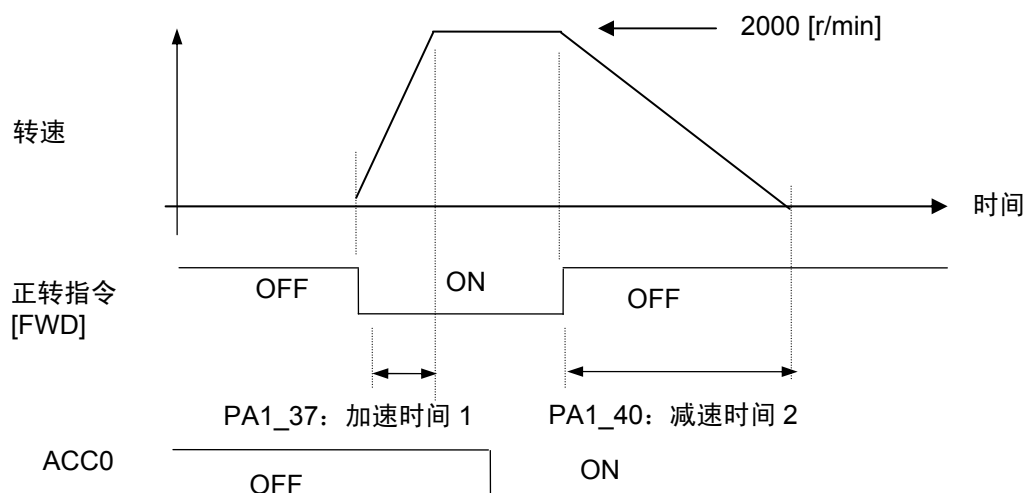 2000 [r/min]
转速
时间
正转指令
[FWD]
OFF
ON
OFF
PA1_37：加速时间 1
PA1_40：减速时间 2
ACC0
OFF
ON